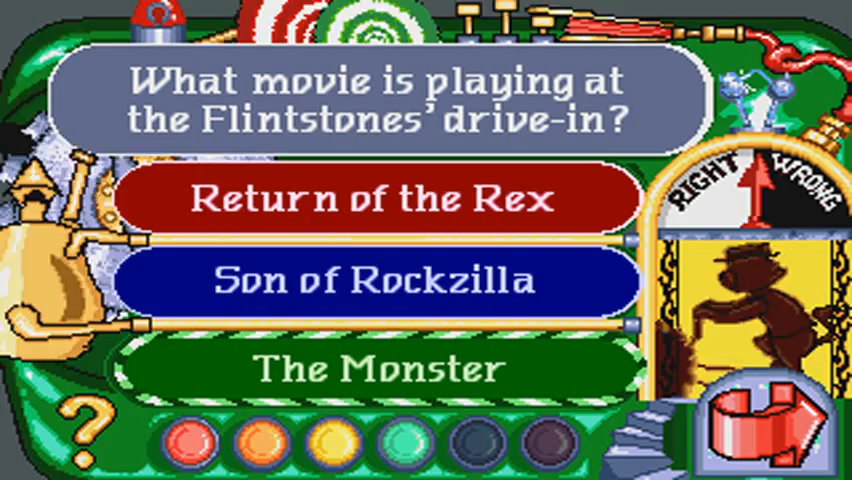 What movie is playing at
the Flintstones' drive-in?
RIGHT WRONG
Return of the Rex
Son of Rockzilla
The Monster
?